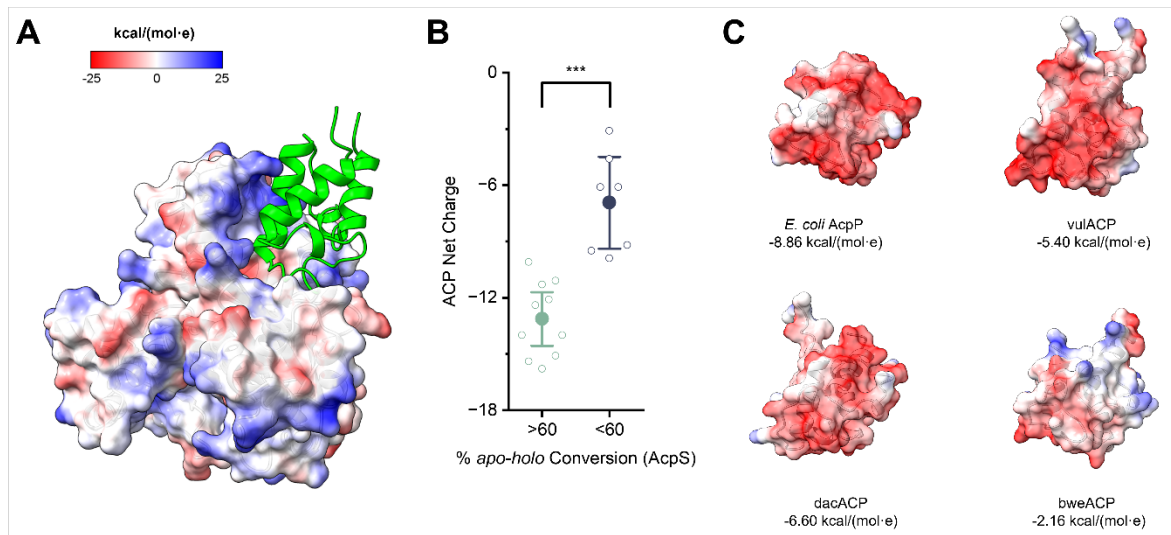 A
kcal/(mol·e)
-25 0 25
B
ACP Net Charge
0
−6
−12
−18
***
>60 <60
% apo-holo Conversion (AcpS)
C
E. coli AcpP
-8.86 kcal/(mol·e)
vulACP
-5.40 kcal/(mol·e)
dacACP
-6.60 kcal/(mol·e)
bweACP
-2.16 kcal/(mol·e)